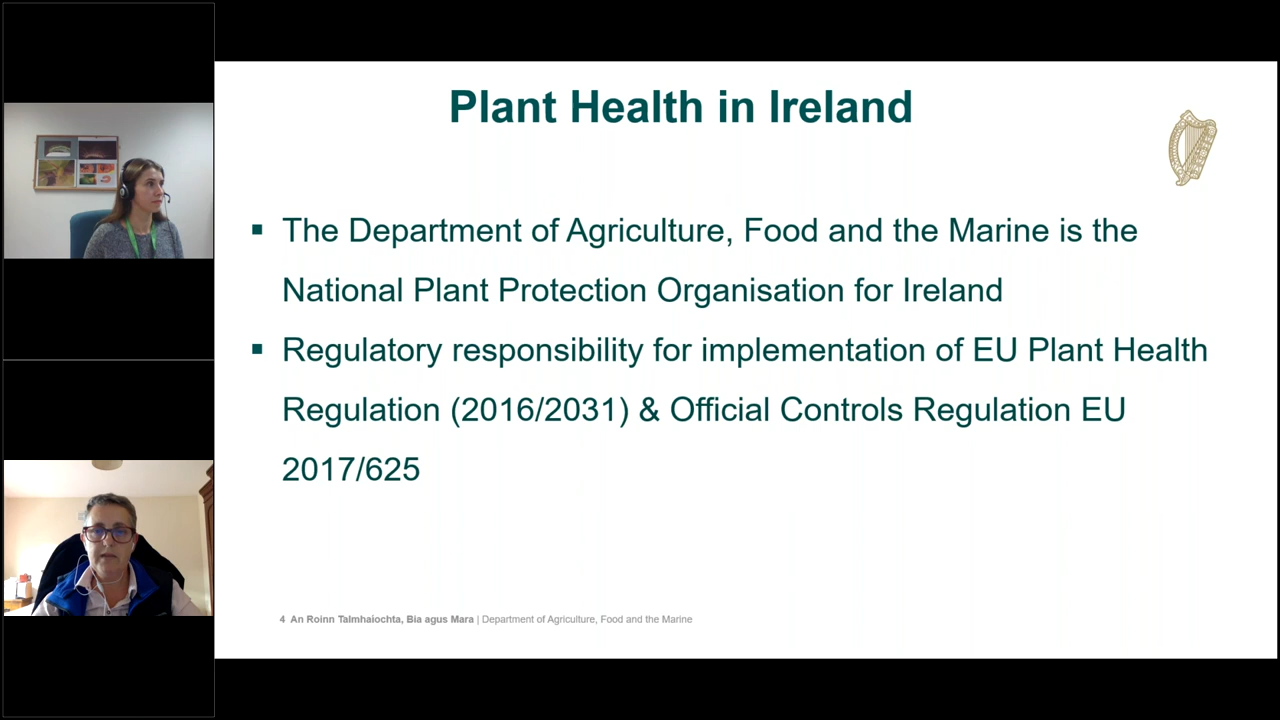 Plant Health in Ireland
▪ The Department of Agriculture, Food and the Marine is the
National Plant Protection Organisation for Ireland
▪ Regulatory responsibility for implementation of EU Plant Health
Regulation (2016/2031) & Official Controls Regulation EU
2017/625
4 An Roinn Talmhaiochta, Bia agus Mara | Department of Agriculture, Food and the Marine